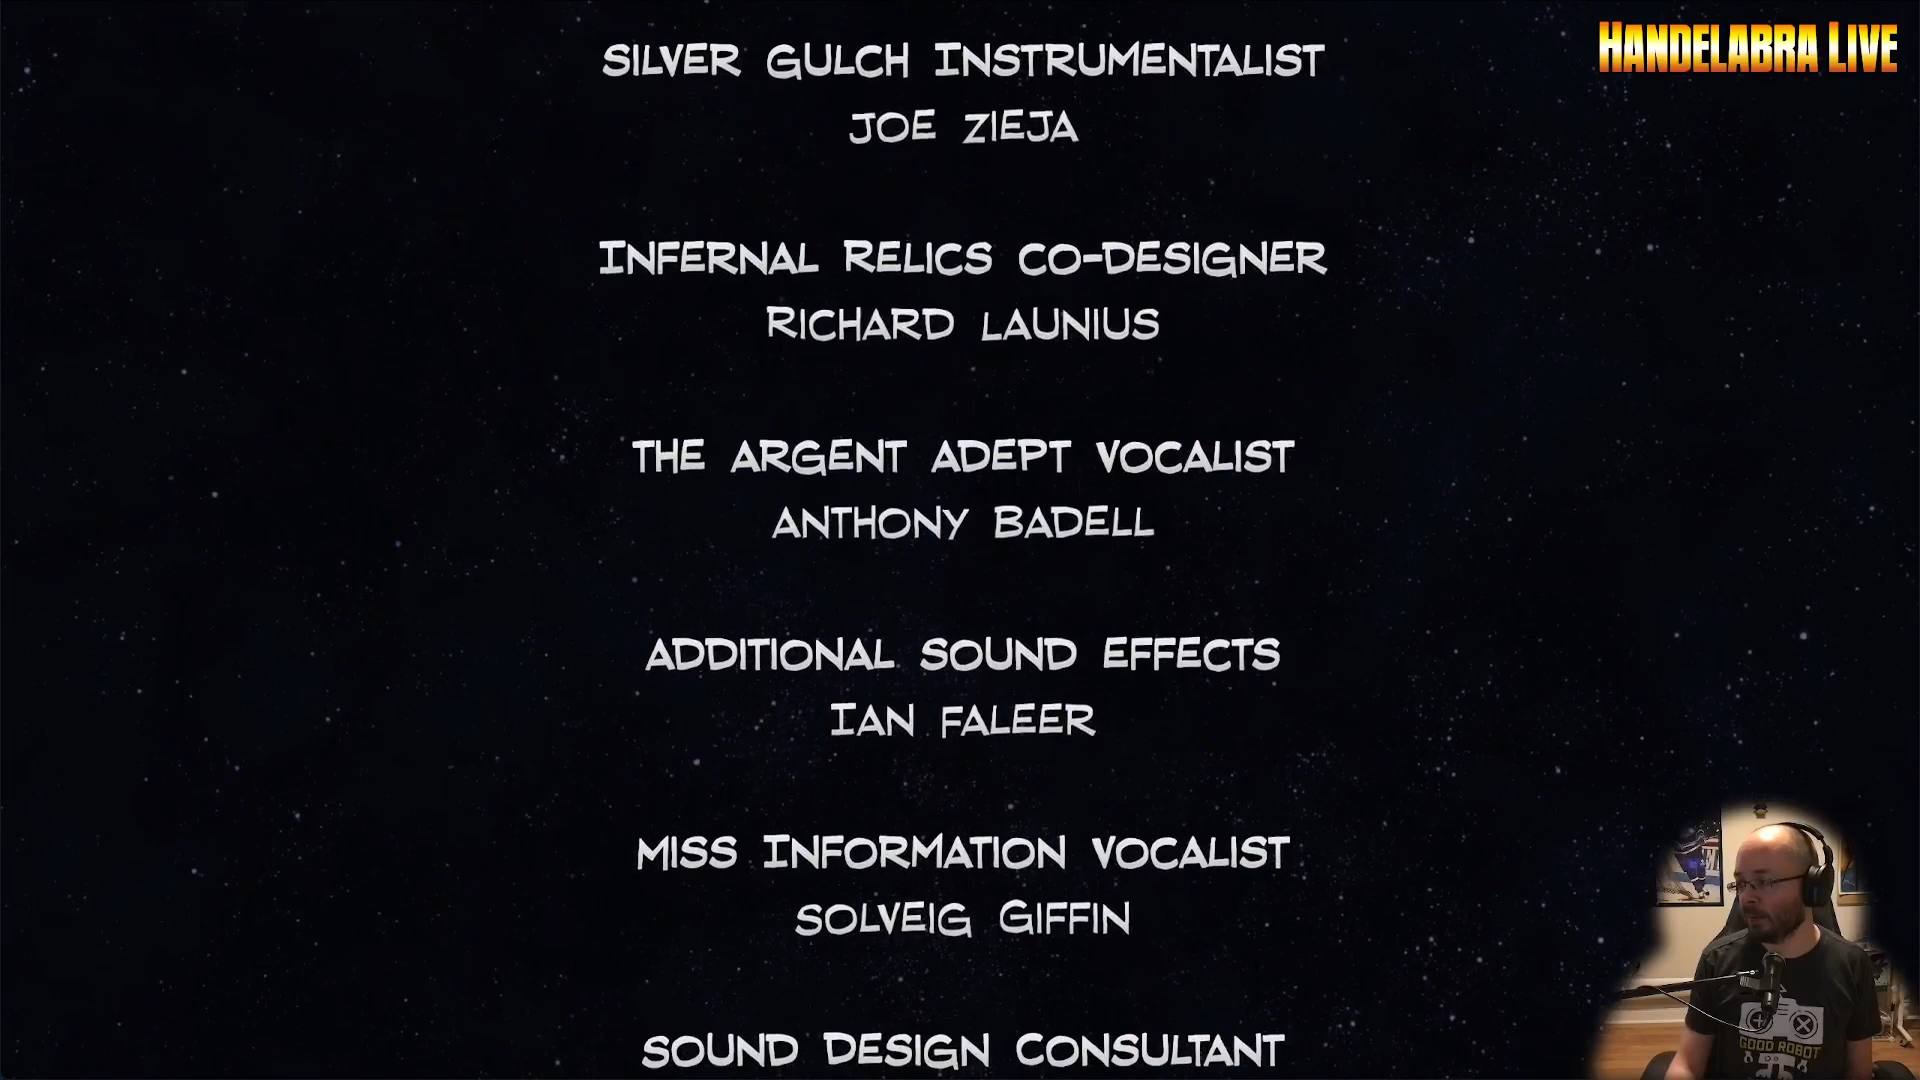 HANDELABRA LIVE
SILVER GULCH INSTRUMENTALIST
JOE ZIEJA
INFERNAL RELICS CO-DESIGNER
RICHARD LAUNIUS
THE ARGENT ADEPT VOCALIST
ANTHONY BADELL
ADDITIONAL SOUND EFFECTS
IAN FALEER
MISS INFORMATION VOCALIST
SOLVEIG GIFFIN
SOUND DESIGN CONSULTANT
GOOD ROBOT